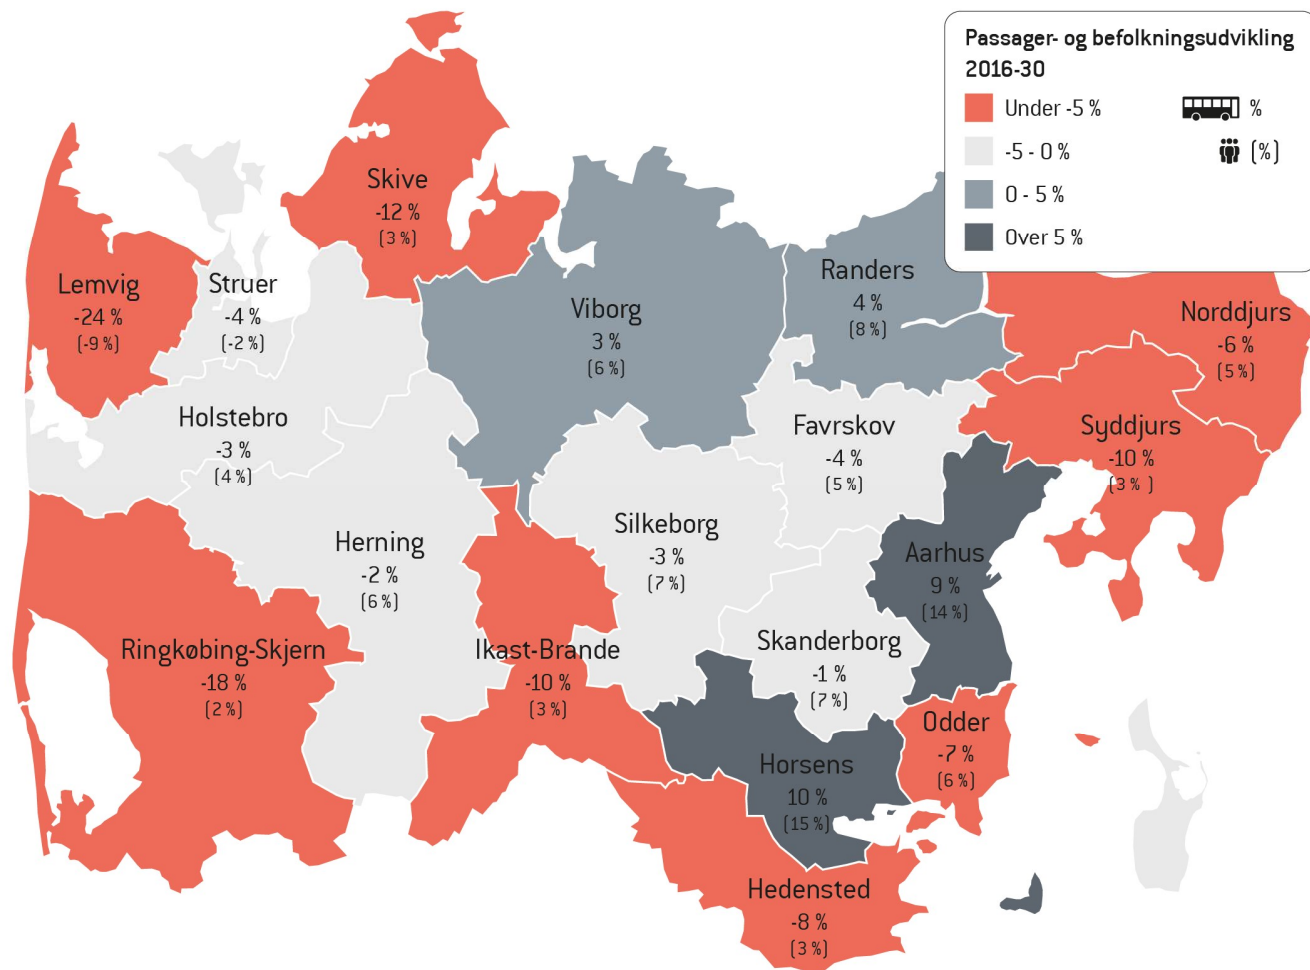 Passager- og befolkningsudvikling
2016-30
Under -5 %
%
-5 - 0 %
(%)
0 - 5 %
Over 5 %
Skive
-12 %
(3 %)
Lemvig
-24 %
(-9 %)
Struer
-4 %
(-2 %)
Viborg
3 %
(6 %)
Randers
4 %
(8 %)
Norddjurs
-6 %
(5 %)
Holstebro
-3 %
(4 %)
Favrskov
-4 %
(5 %)
Syddjurs
-10 %
(3 %)
Herning
-2 %
(6 %)
Silkeborg
-3 %
(7 %)
Aarhus
9 %
(14 %)
Ringkøbing-Skjern
-18 %
(2 %)
Ikast-Brande
-10 %
(3 %)
Skanderborg
-1 %
(7 %)
Odder
-7 %
(6 %)
Horsens
10 %
(15 %)
Hedensted
-8 %
(3 %)